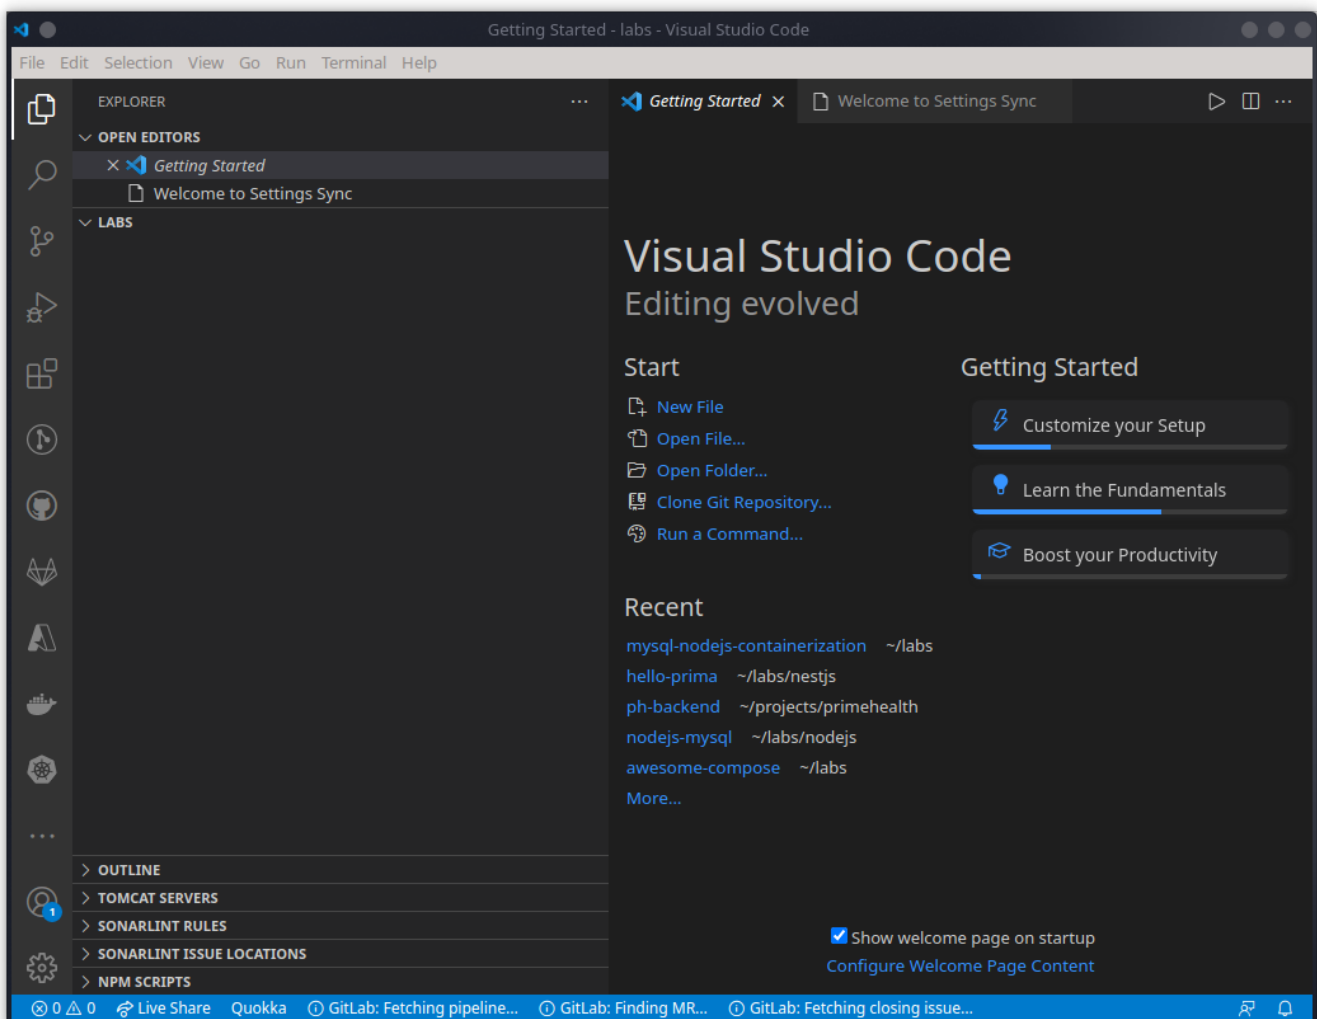 Getting Started - labs - Visual Studio Code
File Edit Selection View Go Run Terminal Help
EXPLORER
OPEN EDITORS
Getting Started
Welcome to Settings Sync
LABS
OUTLINE
TOMCAT SERVERS
SONARLINT RULES
SONARLINT ISSUE LOCATIONS
NPM SCRIPTS
1
Getting Started
Welcome to Settings Sync
Visual Studio Code
Editing evolved
Start
New File
Open File...
Open Folder...
Clone Git Repository...
Run a Command...
Recent
mysql-nodejs-containerization ~/labs
hello-prima ~/labs/nestjs
ph-backend ~/projects/primehealth
nodejs-mysql ~/labs/nodejs
awesome-compose ~/labs
More...
Getting Started
Customize your Setup
Learn the Fundamentals
Boost your Productivity
Show welcome page on startup
Configure Welcome Page Content
0 0 Live Share Quokka GitLab: Fetching pipeline... GitLab: Finding MR... GitLab: Fetching closing issue...